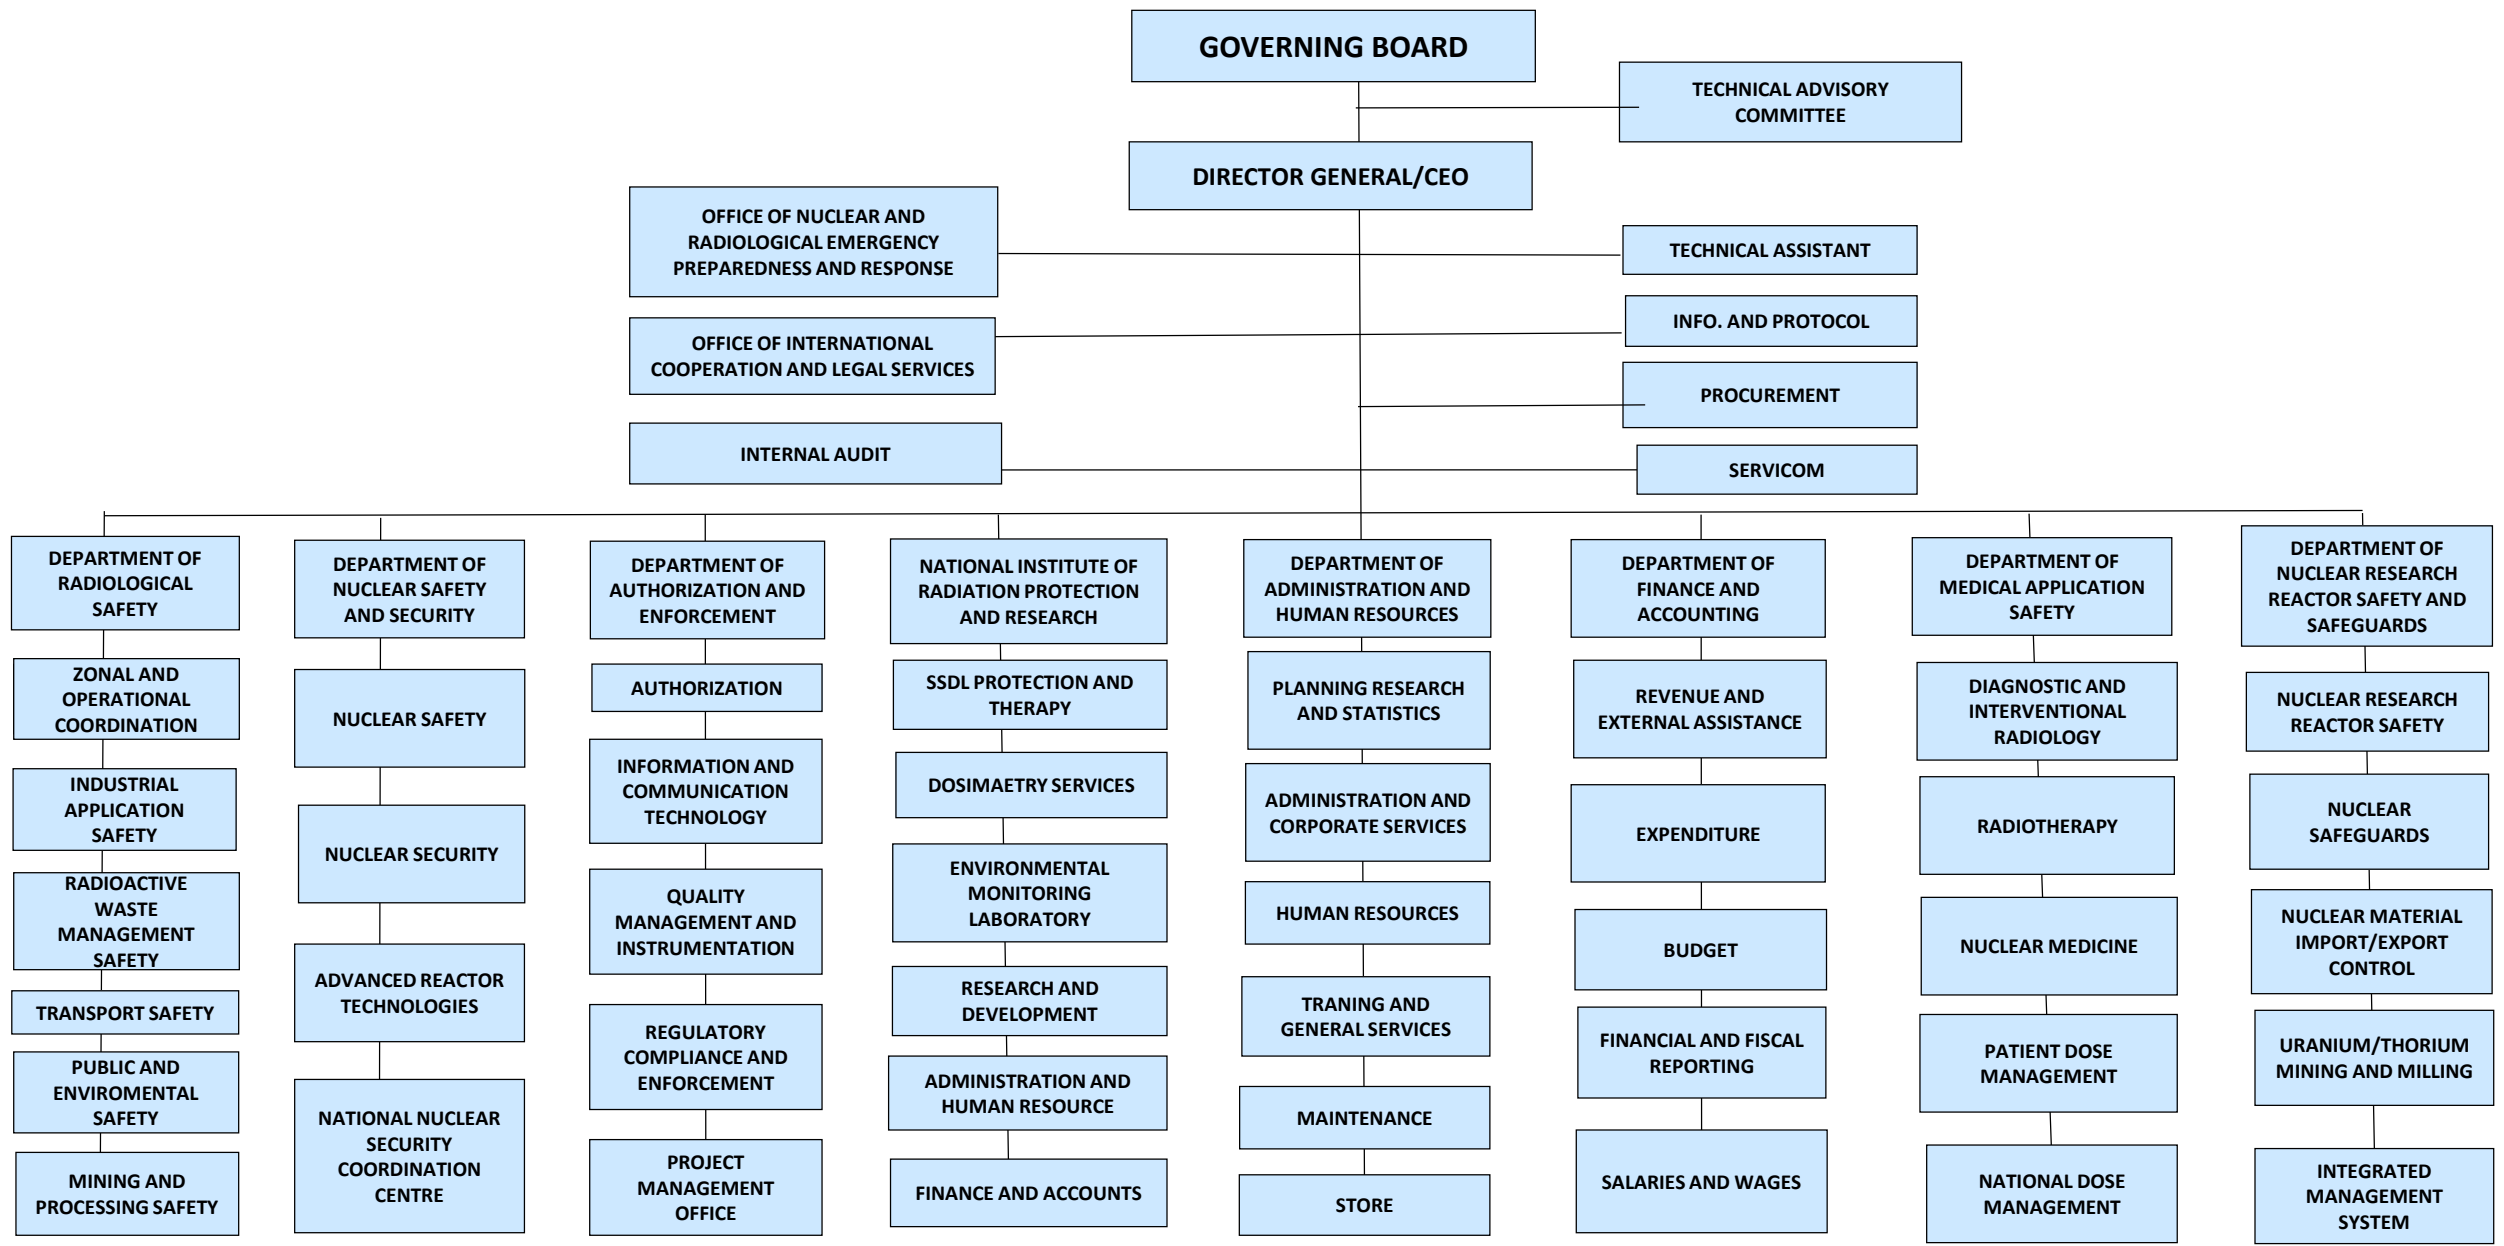 GOVERNING BOARD
TECHNICAL ADVISORY
COMMITTEE
DIRECTOR GENERAL/CEO
OFFICE OF NUCLEAR AND
RADIOLOGICAL EMERGENCY
PREPAREDNESS AND RESPONSE
TECHNICAL ASSISTANT
OFFICE OF INTERNATIONAL
COOPERATION AND LEGAL SERVICES
INFO. AND PROTOCOL
PROCUREMENT
INTERNAL AUDIT
SERVICOM
DEPARTMENT OF
RADIOLOGICAL
SAFETY
ZONAL AND
OPERATIONAL
COORDINATION
INDUSTRIAL
APPLICATION
SAFETY
RADIOACTIVE
WASTE
MANAGEMENT
SAFETY
TRANSPORT SAFETY
PUBLIC AND
ENVIROMENTAL
SAFETY
MINING AND
PROCESSING SAFETY
DEPARTMENT OF
NUCLEAR SAFETY
AND SECURITY
NUCLEAR SAFETY
NUCLEAR SECURITY
ADVANCED REACTOR
TECHNOLOGIES
NATIONAL NUCLEAR
SECURITY
COORDINATION
CENTRE
DEPARTMENT OF
AUTHORIZATION AND
ENFORCEMENT
AUTHORIZATION
INFORMATION AND
COMMUNICATION
TECHNOLOGY
QUALITY
MANAGEMENT AND
INSTRUMENTATION
REGULATORY
COMPLIANCE AND
ENFORCEMENT
PROJECT
MANAGEMENT
OFFICE
NATIONAL INSTITUTE OF
RADIATION PROTECTION
AND RESEARCH
SSDL PROTECTION AND
THERAPY
DOSIMAETRY SERVICES
ENVIRONMENTAL
MONITORING
LABORATORY
RESEARCH AND
DEVELOPMENT
ADMINISTRATION AND
HUMAN RESOURCE
FINANCE AND ACCOUNTS
DEPARTMENT OF
ADMINISTRATION AND
HUMAN RESOURCES
PLANNING RESEARCH
AND STATISTICS
ADMINISTRATION AND
CORPORATE SERVICES
HUMAN RESOURCES
TRANING AND
GENERAL SERVICES
MAINTENANCE
STORE
DEPARTMENT OF
FINANCE AND
ACCOUNTING
REVENUE AND
EXTERNAL ASSISTANCE
EXPENDITURE
BUDGET
FINANCIAL AND FISCAL
REPORTING
SALARIES AND WAGES
DEPARTMENT OF
MEDICAL APPLICATION
SAFETY
DIAGNOSTIC AND
INTERVENTIONAL
RADIOLOGY
RADIOTHERAPY
NUCLEAR MEDICINE
PATIENT DOSE
MANAGEMENT
NATIONAL DOSE
MANAGEMENT
DEPARTMENT OF
NUCLEAR RESEARCH
REACTOR SAFETY AND
SAFEGUARDS
NUCLEAR RESEARCH
REACTOR SAFETY
NUCLEAR
SAFEGUARDS
NUCLEAR MATERIAL
IMPORT/EXPORT
CONTROL
URANIUM/THORIUM
MINING AND MILLING
INTEGRATED
MANAGEMENT
SYSTEM